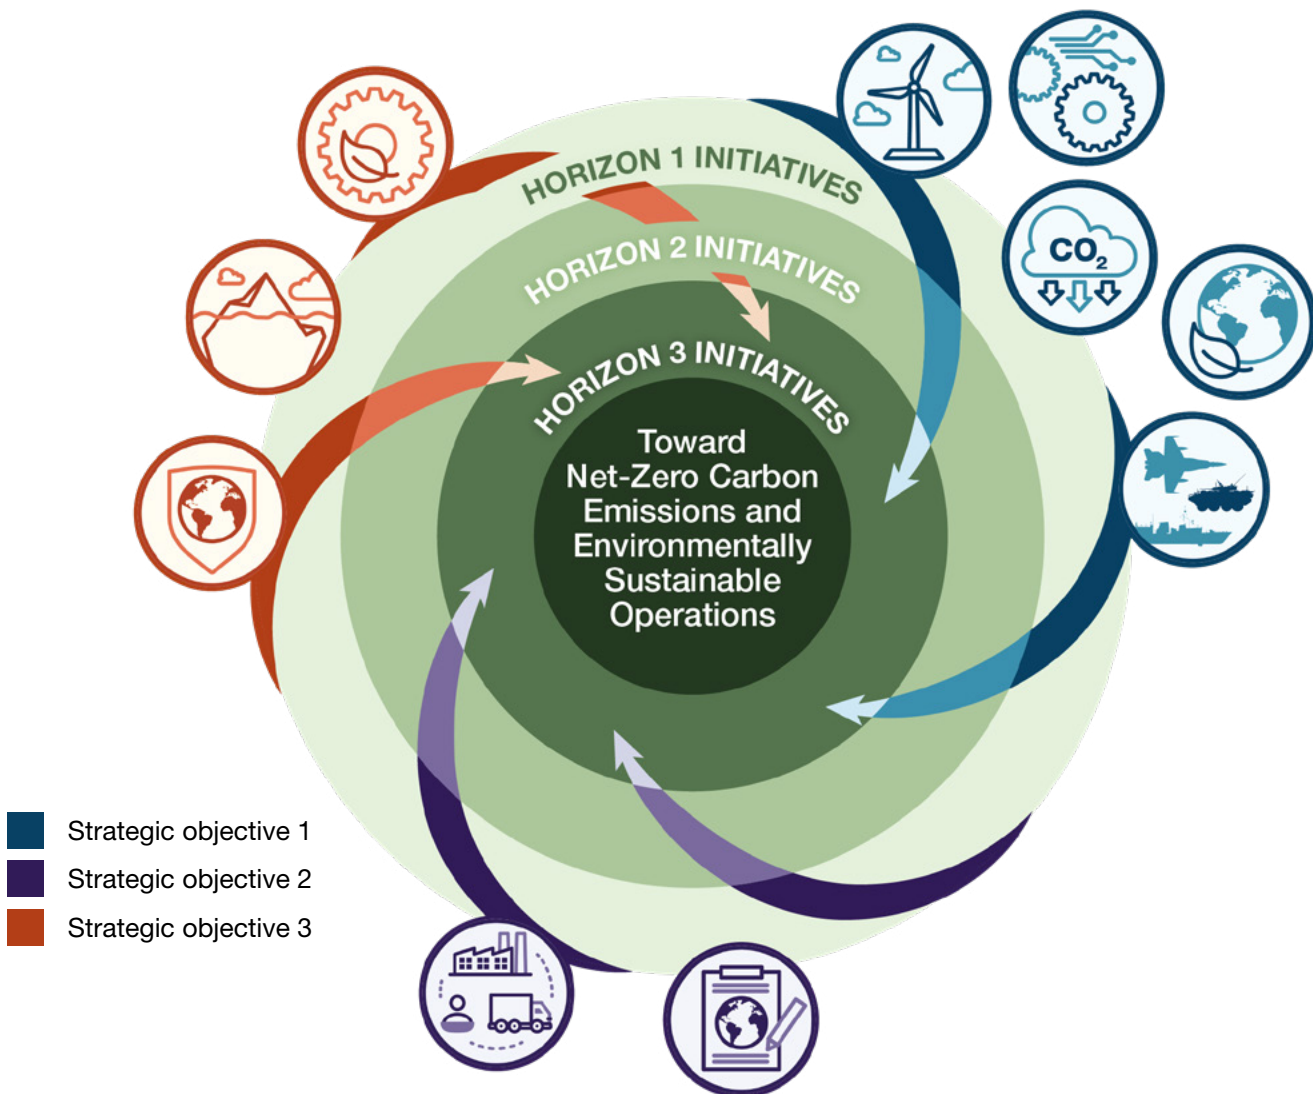 HORIZON 1 INITIATIVES
HORIZON 2 INITIATIVES
HORIZON 3 INITIATIVES
Toward
Net-Zero Carbon
Emissions and
Environmentally
Sustainable
Operations
CO₂
Strategic objective 1
Strategic objective 2
Strategic objective 3